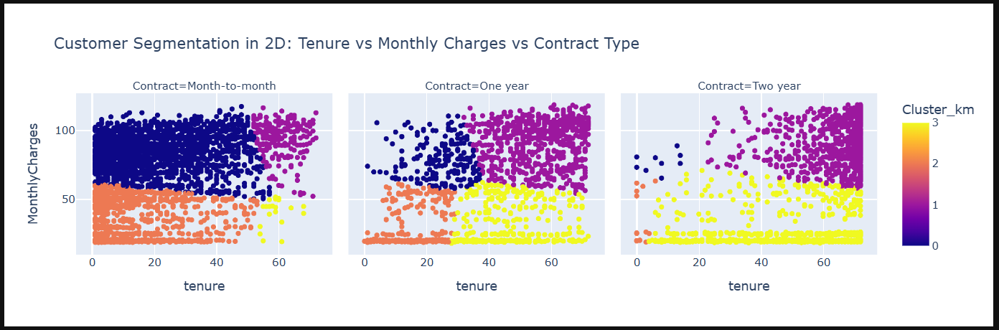 Customer Segmentation in 2D: Tenure vs Monthly Charges vs Contract Type
Contract=Month-to-month
Contract=One year
Contract=Two year
Cluster_km
MonthlyCharges
100
50
0
20
40
60
0
20
40
60
0
20
40
60
tenure
tenure
tenure
3
2
1
0